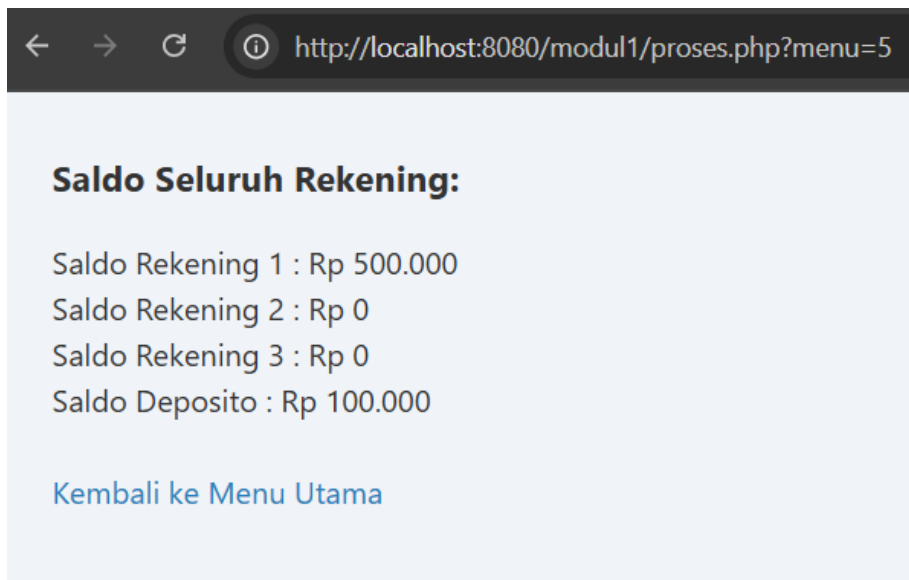 http://localhost:8080/modul1/proses.php?menu=5
Saldo Seluruh Rekening:
Saldo Rekening 1 : Rp 500.000
Saldo Rekening 2 : Rp 0
Saldo Rekening 3 : Rp 0
Saldo Deposito : Rp 100.000
Kembali ke Menu Utama